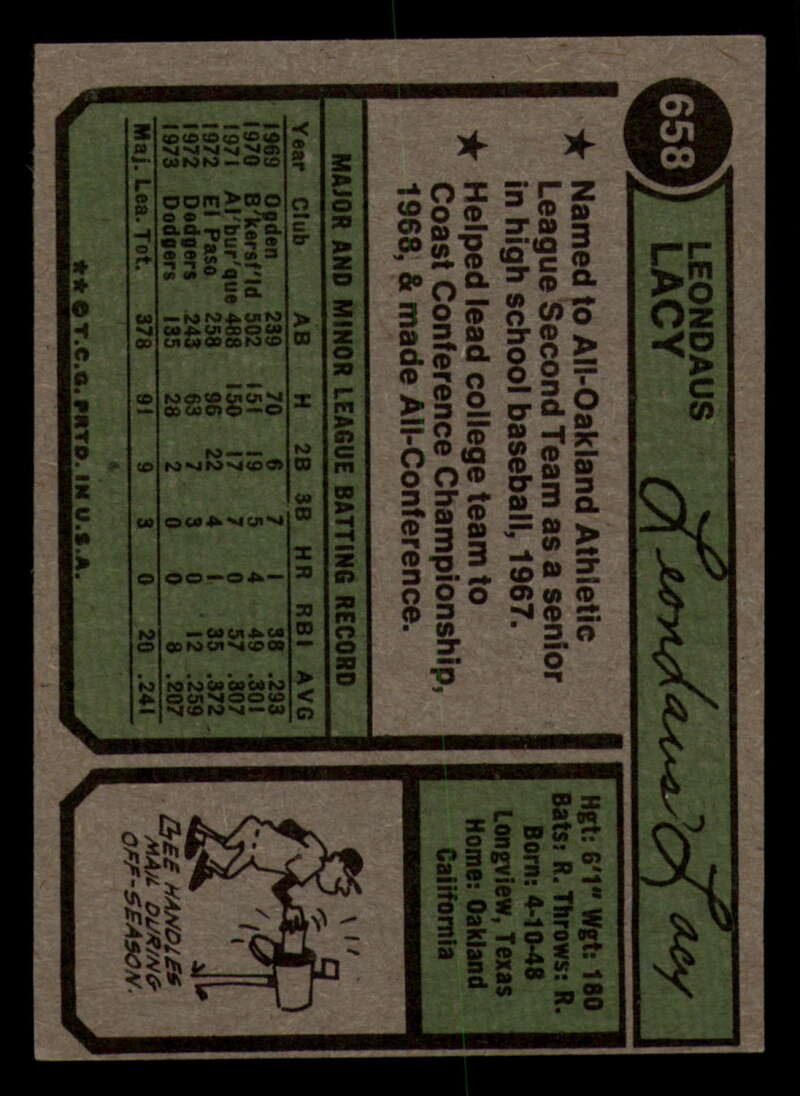 658
LEONDAUS
LACY
Leondaus Lacy
★ Named to All-Oakland Athletic
League Second Team as a senior
in high school baseball, 1967.
★ Helped lead college team to
Coast Conference Championship,
1968, & made All-Conference.
MAJOR AND MINOR LEAGUE BATTING RECORD
Year Club AB H 2B 3B HR RBI AVG
1969 Ogden 239 70 6 7 1 38 .293
1970 B'kersf'ld 502 151 19 5 4 49 .301
1971 Al'bur'que 488 150 17 7 0 57 .307
1972 El Paso 258 96 22 4 1 35 .372
1972 Dodgers 243 63 7 3 0 12 .259
1973 Dodgers 135 28 2 0 0 8 .207
Maj. Lea. Tot. 378 91 9 3 0 20 .241
★★©T.C.G. PRTD. IN U.S.A.
Hgt: 6'1" Wgt: 180
Bats: R. Throws: R.
Born: 4-10-48
Longview, Texas
Home: Oakland
California
LEE HANDLES
MAIL DURING
OFF-SEASON.